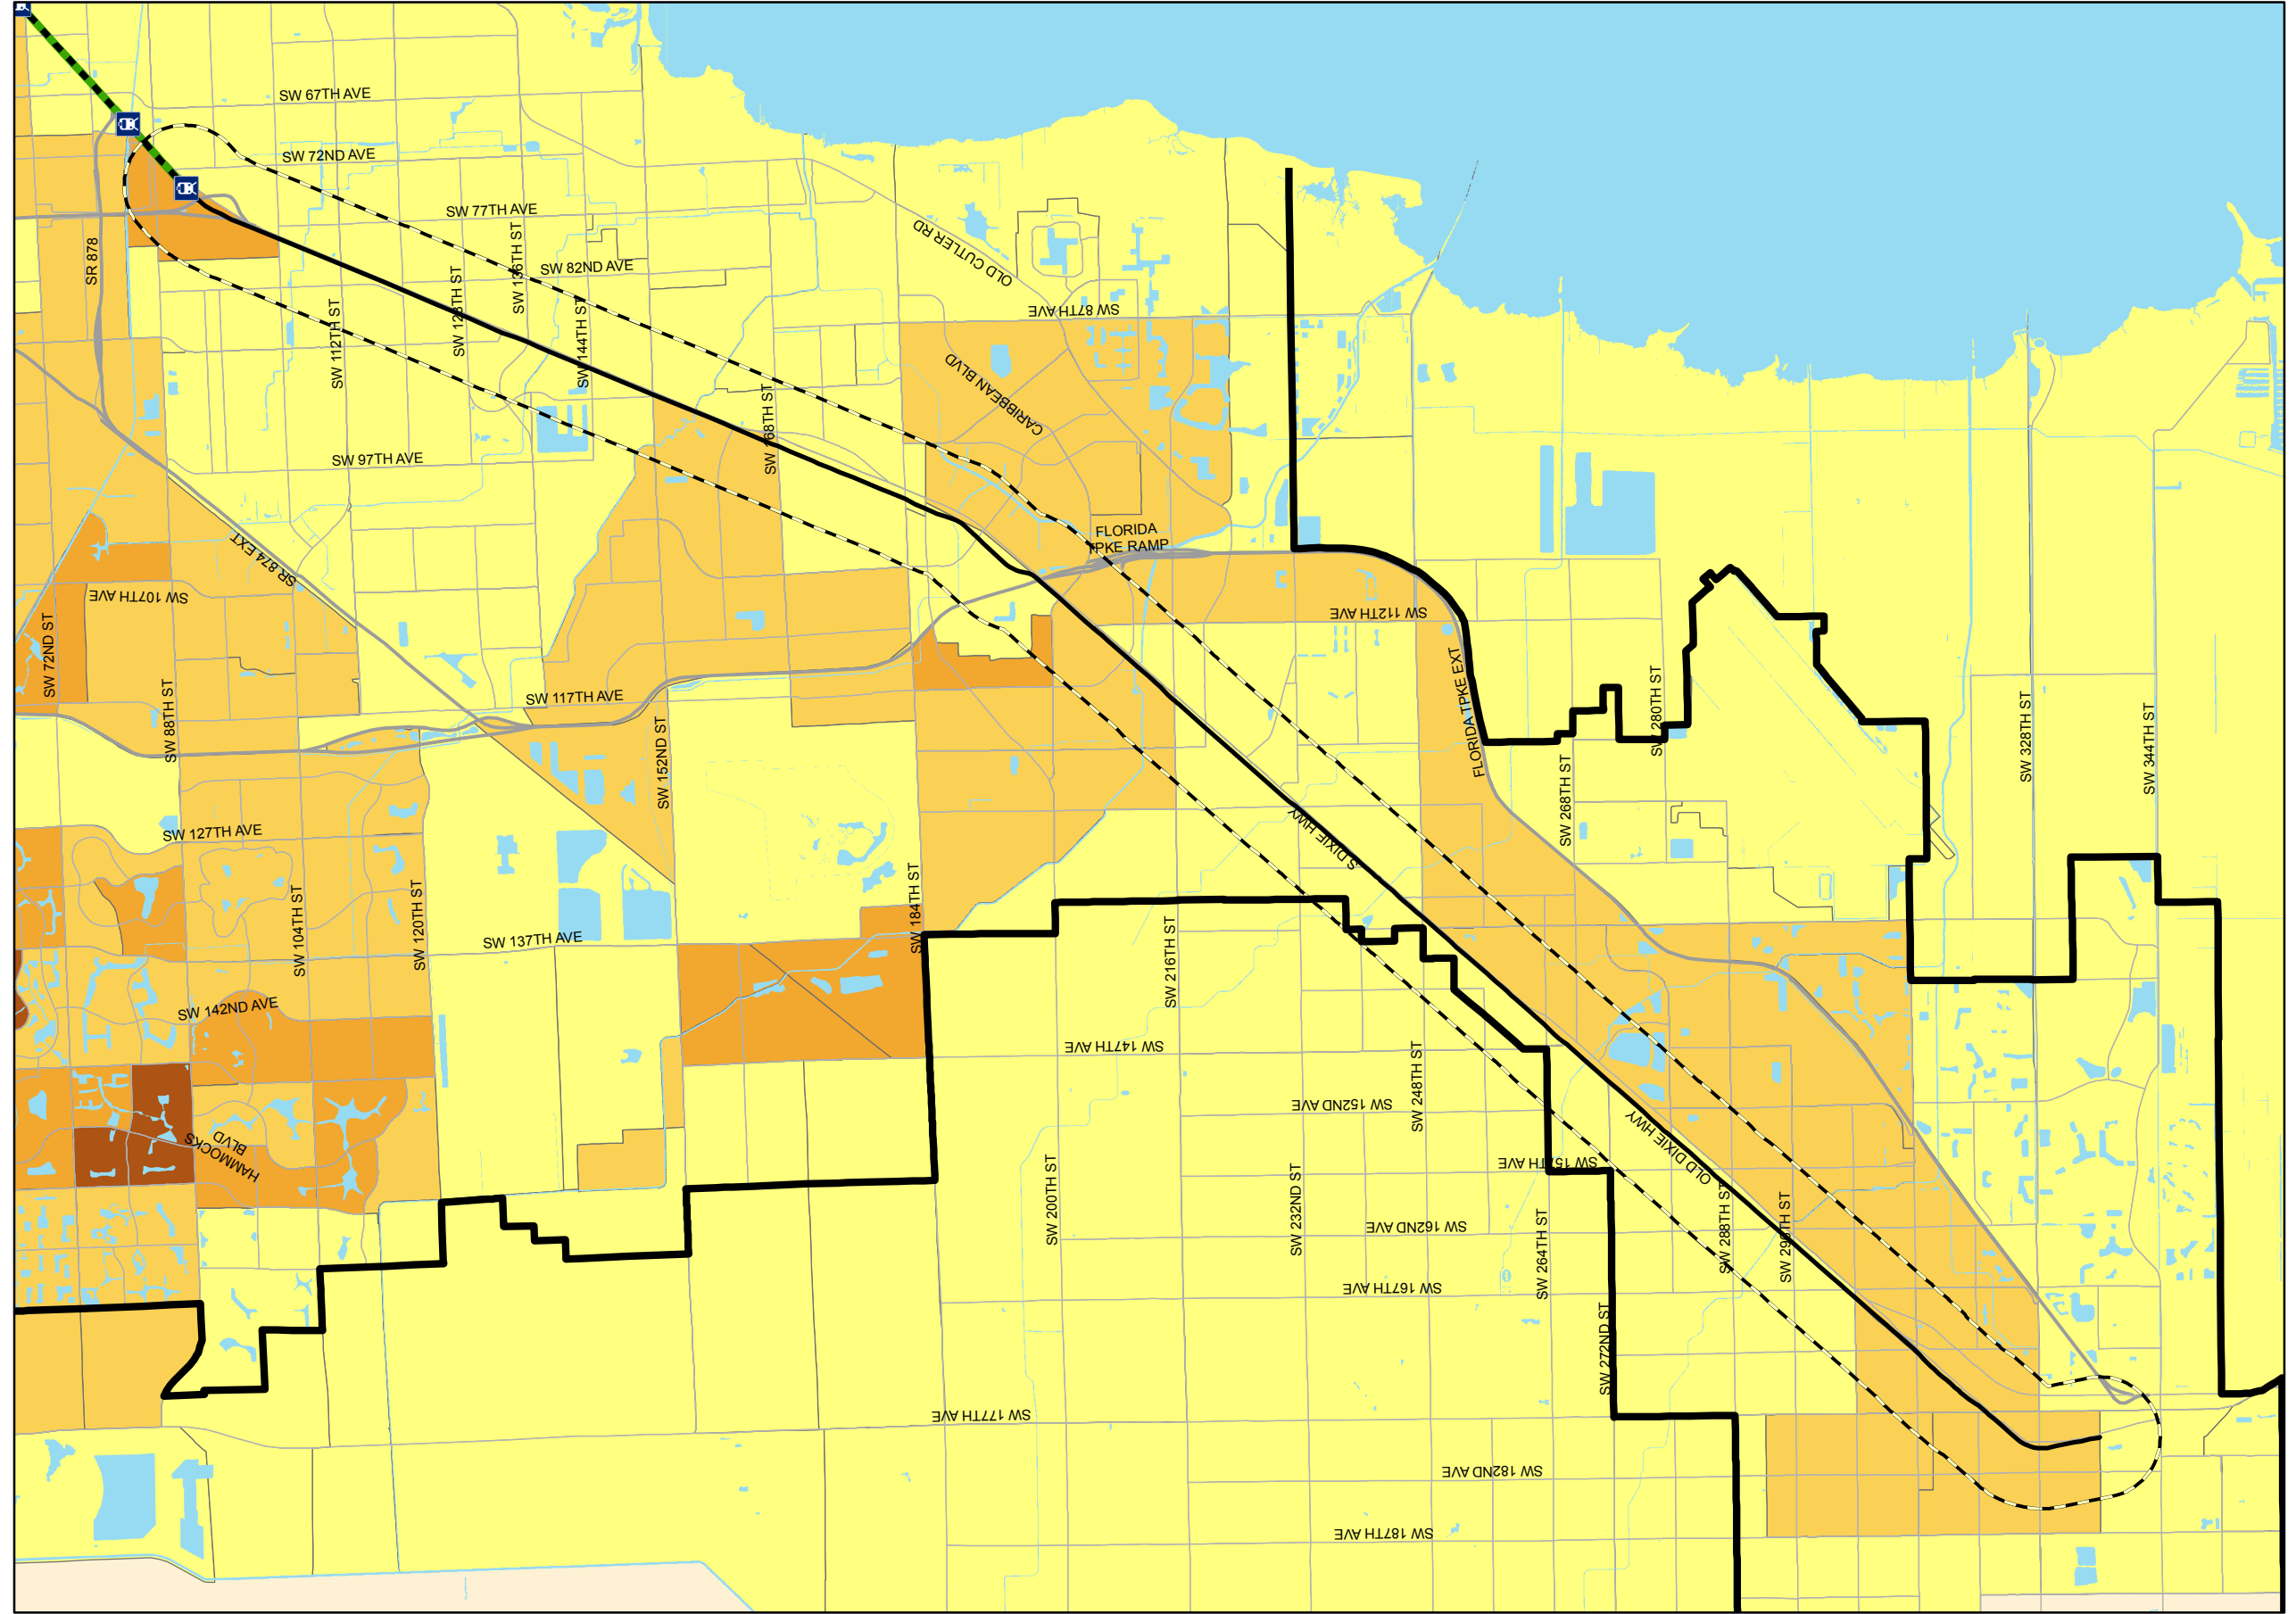 SW 67TH AVE
SW 72ND AVE
SW 77TH AVE
SR 878
SW 136TH ST
SW 82ND AVE
OLD CUTLER RD
SW 128TH ST
SW 112TH ST
SW 144TH ST
SW 87TH AVE
CARIBBEAN BLVD
SW 168TH ST
SW 97TH AVE
FLORIDA
TPKE RAMP
SR 874 EXT
SW 107TH AVE
SW 72ND ST
SW 112TH AVE
FLORIDA TPKE EXT
SW 88TH ST
SW 117TH AVE
SW 152ND ST
SW 280TH ST
SW 328TH ST
SW 344TH ST
SW 268TH ST
SW 127TH AVE
S DIXIE HWY
SW 184TH ST
SW 104TH ST
SW 120TH ST
SW 137TH AVE
SW 216TH ST
SW 142ND AVE
SW 147TH AVE
SW 248TH ST
SW 152ND AVE
HAMMOCKS
BLVD
OLD DIXIE HWY
SW 157TH AVE
SW 200TH ST
SW 232ND ST
SW 162ND AVE
SW 264TH ST
SW 288TH ST
SW 296TH ST
SW 167TH AVE
SW 272ND ST
SW 177TH AVE
SW 182ND AVE
SW 187TH AVE